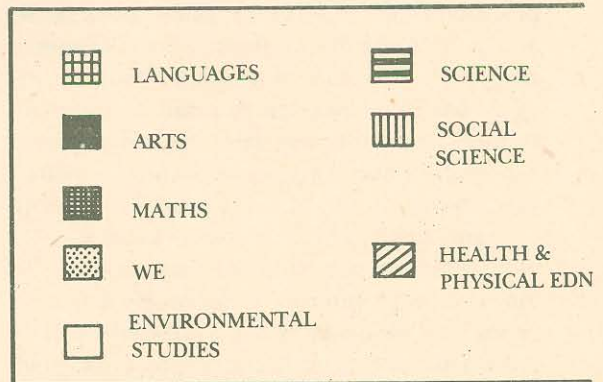 LANGUAGES
ARTS
MATHS
WE
ENVIRONMENTAL
STUDIES
SCIENCE
SOCIAL
SCIENCE
HEALTH &
PHYSICAL EDN